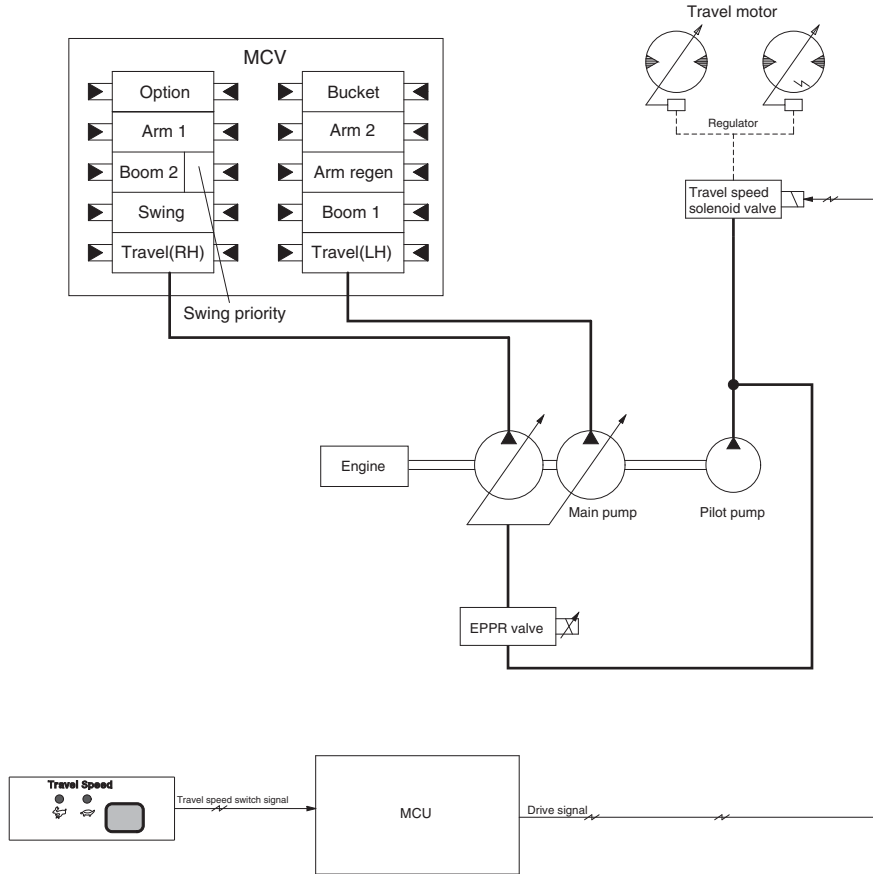 Travel motor
MCV
Option
Bucket
Arm 1
Arm 2
Regulator
Boom 2
Arm regen
Travel speed
solenoid valve
Swing
Boom 1
Travel(RH)
Travel(LH)
Swing priority
Engine
Main pump
Pilot pump
EPPR valve
Travel Speed
Travel speed switch signal
MCU
Drive signal